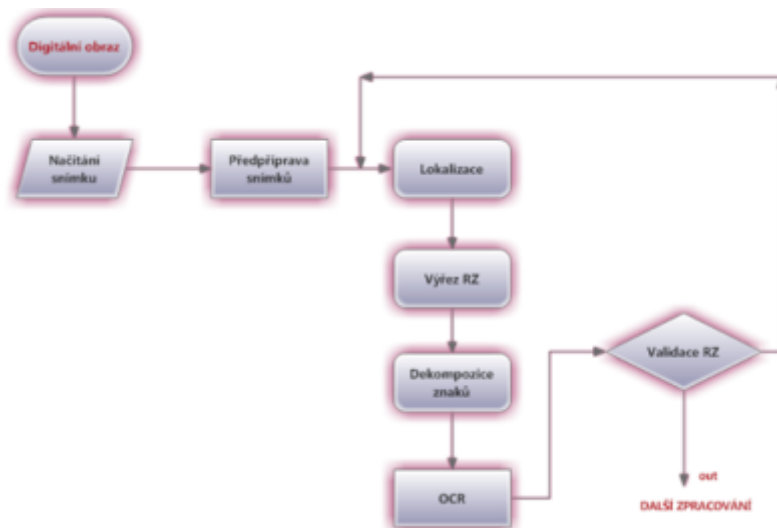 Digitální obraz
Načítání
snímku
Předpříprava
snímků
Lokalizace
Výřez RZ
Dekompozice
znaků
OCR
Validace RZ
out
DALŠÍ ZPRACOVÁNÍ